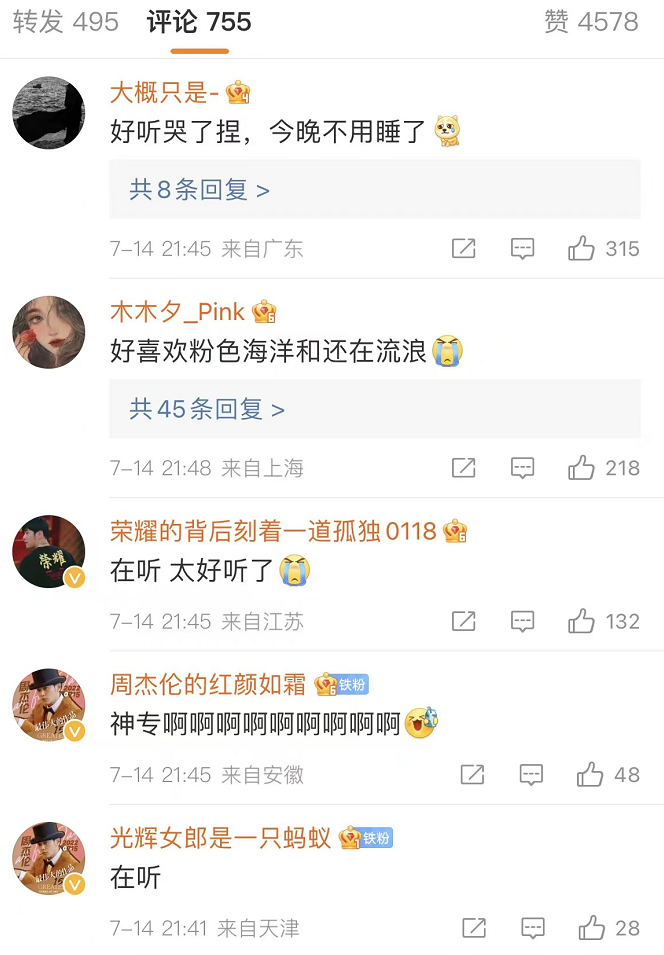 转发 495 评论 755 赞 4578
大概只是-
好听哭了捏，今晚不用睡了
共8条回复 >
7-14 21:45 来自广东 315
木木夕_Pink
好喜欢粉色海洋和还在流浪
共45条回复 >
7-14 21:48 来自上海 218
荣耀的背后刻着一道孤独0118
在听 太好听了
7-14 21:45 来自江苏 132
周杰伦的红颜如霜 铁粉
神专啊啊啊啊啊啊啊啊啊
7-14 21:45 来自安徽 48
光辉女郎是一只蚂蚁 铁粉
在听
7-14 21:41 来自天津 28